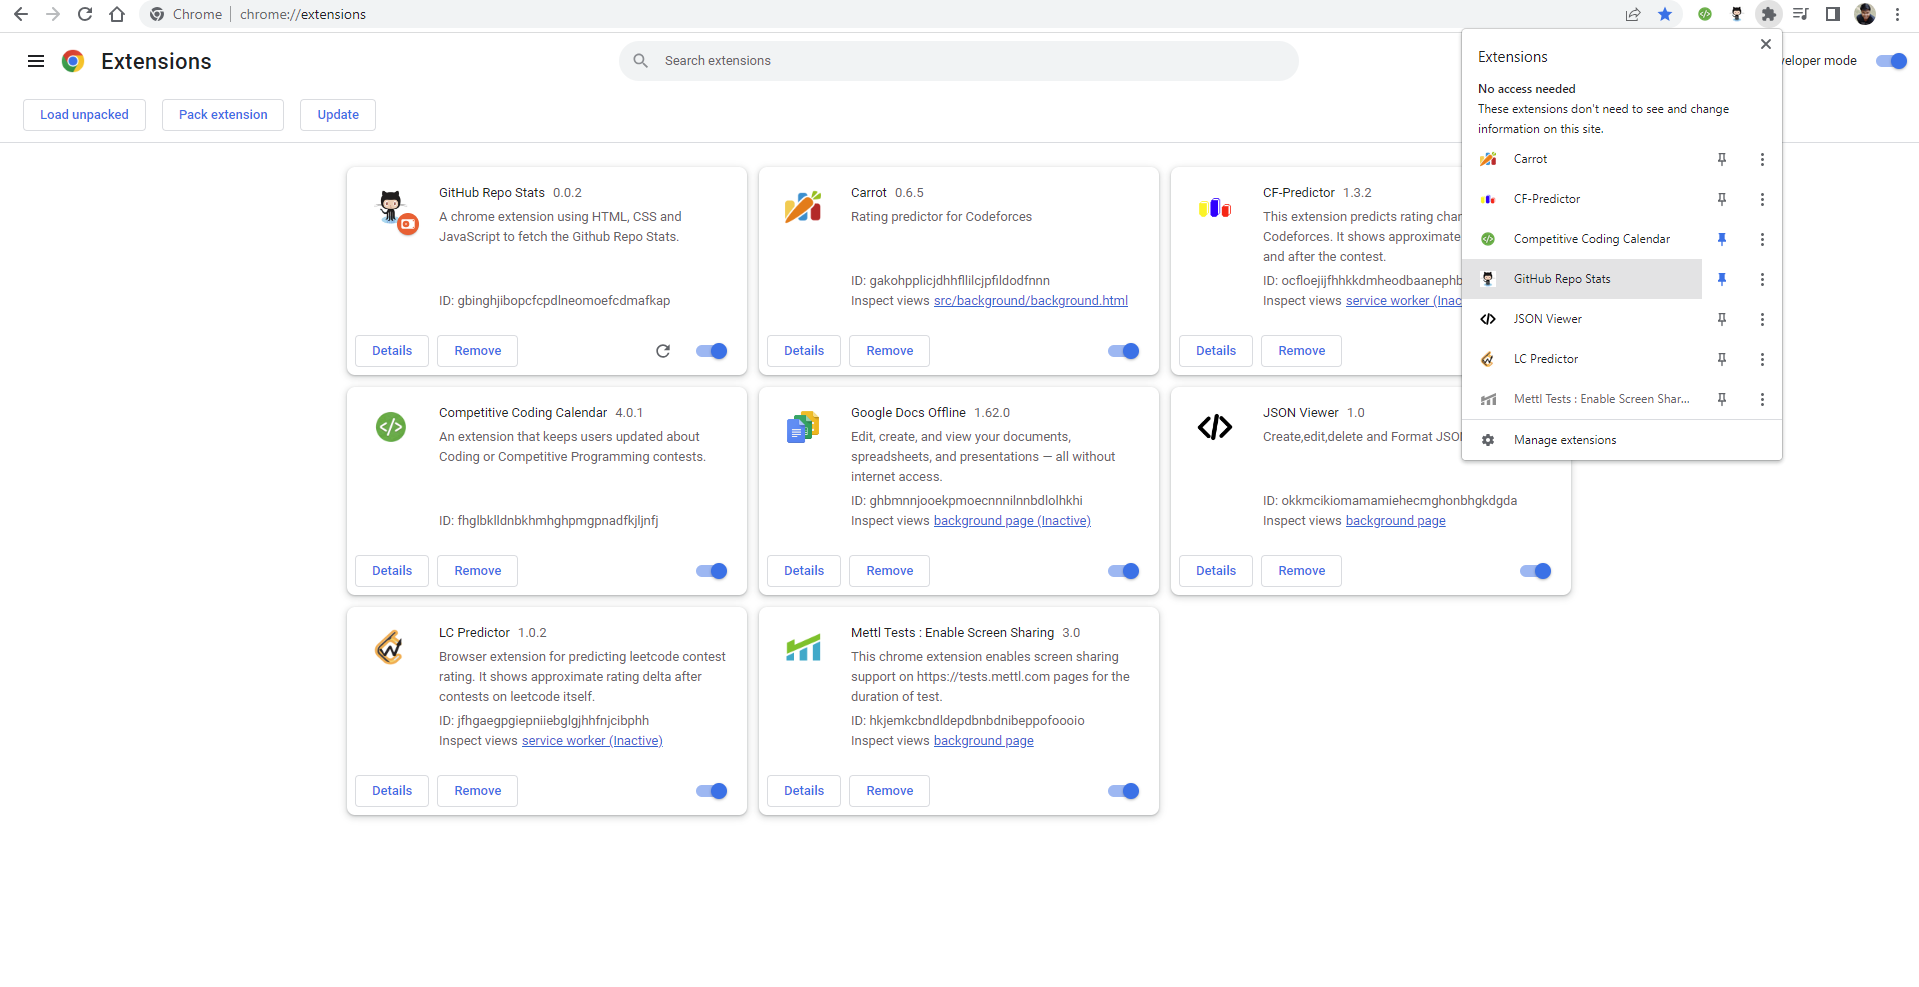 Chrome | chrome://extensions
Extensions
Search extensions
veloper mode
Load unpacked
Pack extension
Update
GitHub Repo Stats 0.0.2
A chrome extension using HTML, CSS and
JavaScript to fetch the Github Repo Stats.
ID: gbinghjibopcfcpdlneomoefcdmafkap
Details
Remove
Carrot 0.6.5
Rating predictor for Codeforces
ID: gakohpplicjdhhfllilcjpfildodfnnn
Inspect views src/background/background.html
Details
Remove
CF-Predictor 1.3.2
This extension predicts rating char
Codeforces. It shows approximate
and after the contest.
ID: ocfloejijfhhkkdmheodbaanephb
Inspect views service worker (Inac
Details
Remove
Competitive Coding Calendar 4.0.1
An extension that keeps users updated about
Coding or Competitive Programming contests.
ID: fhglbklldnbkhmhghpmgpnadfkjljnfj
Details
Remove
Google Docs Offline 1.62.0
Edit, create, and view your documents,
spreadsheets, and presentations — all without
internet access.
ID: ghbmnnjooekpmoecnnnilnnbdlolhkhi
Inspect views background page (Inactive)
Details
Remove
JSON Viewer 1.0
Create,edit,delete and Format JSO
ID: okkmcikiomamamiehecmghonbhgkdgda
Inspect views background page
Details
Remove
LC Predictor 1.0.2
Browser extension for predicting leetcode contest
rating. It shows approximate rating delta after
contests on leetcode itself.
ID: jfhgaegpgiepniiebglgjhhfnjcibphh
Inspect views service worker (Inactive)
Details
Remove
Mettl Tests : Enable Screen Sharing 3.0
This chrome extension enables screen sharing
support on https://tests.mettl.com pages for the
duration of test.
ID: hkjemkcbndldepdbnbdnibeppofoooio
Inspect views background page
Details
Remove
Extensions
No access needed
These extensions don't need to see and change
information on this site.
Carrot
CF-Predictor
Competitive Coding Calendar
GitHub Repo Stats
JSON Viewer
LC Predictor
Mettl Tests : Enable Screen Shar...
Manage extensions